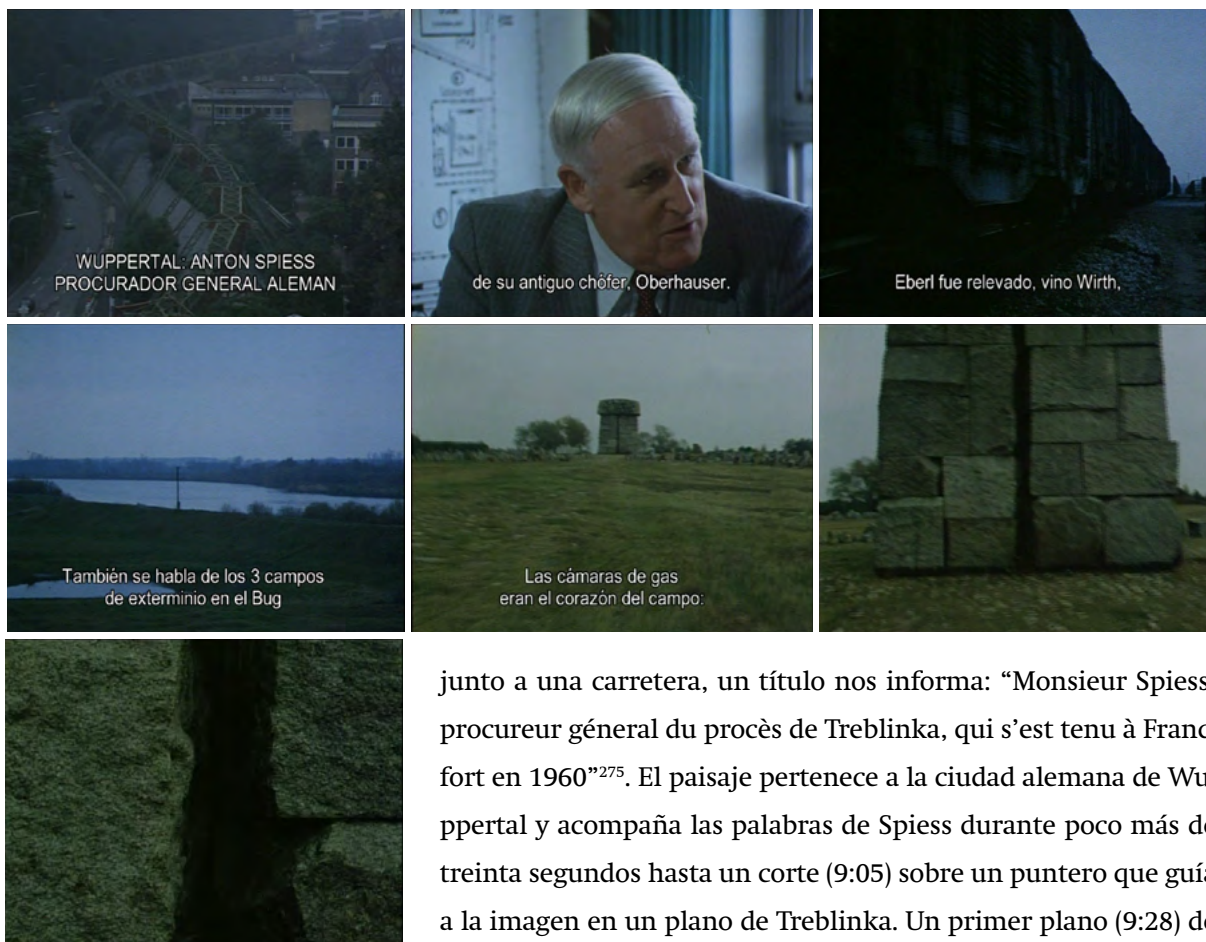 WUPPERTAL: ANTON SPIESS
PROCURADOR GENERAL ALEMAN
de su antiguo chófer, Oberhauser.
Eberl fue relevado, vino Wirth,
También se habla de los 3 campos
de exterminio en el Bug
Las cámaras de gas
eran el corazón del campo:
junto a una carretera, un título nos informa: “Monsieur Spiess,
procureur géneral du procès de Treblinka, qui s’est tenu à Franc
fort en 1960”²⁷⁵. El paisaje pertenece a la ciudad alemana de Wu
ppertal y acompaña las palabras de Spiess durante poco más de
treinta segundos hasta un corte (9:05) sobre un puntero que guía
a la imagen en un plano de Treblinka. Un primer plano (9:28) de